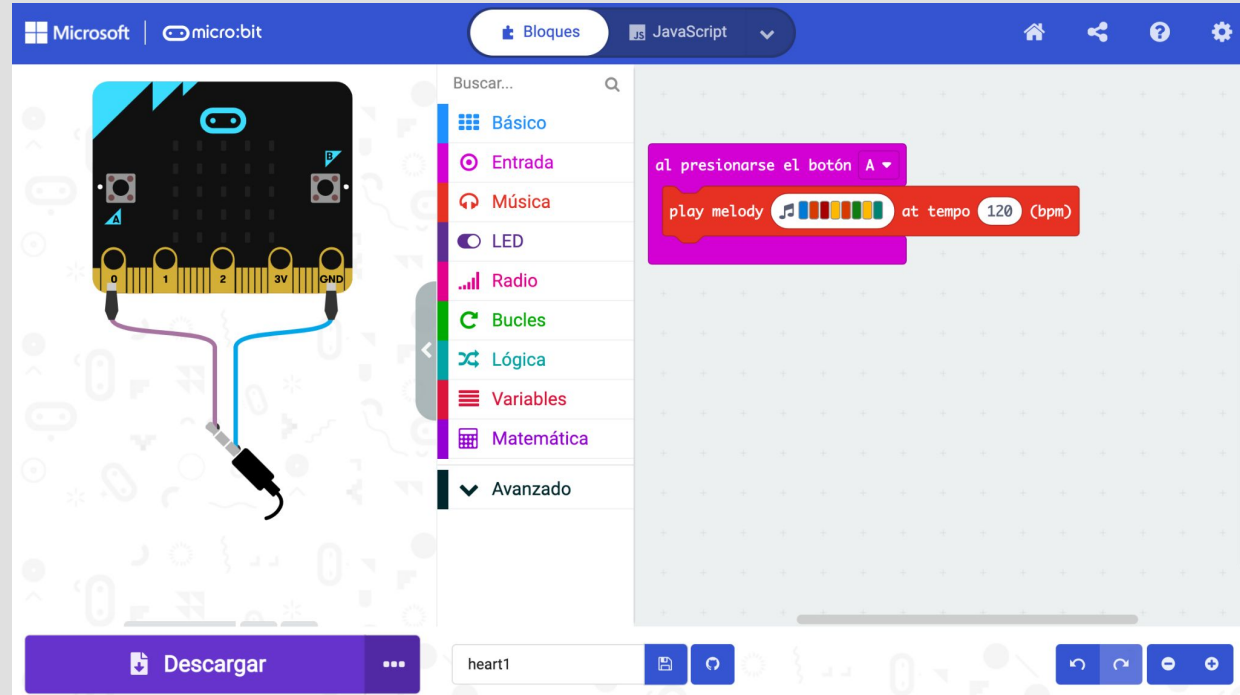 Microsoft micro:bit
Bloques
JS JavaScript
B
A
0 1 2 3V GND
Buscar...
Básico
Entrada
Música
LED
Radio
Bucles
Lógica
Variables
Matemática
Avanzado
al presionarse el botón A
play melody at tempo 120 (bpm)
Descargar
heart1